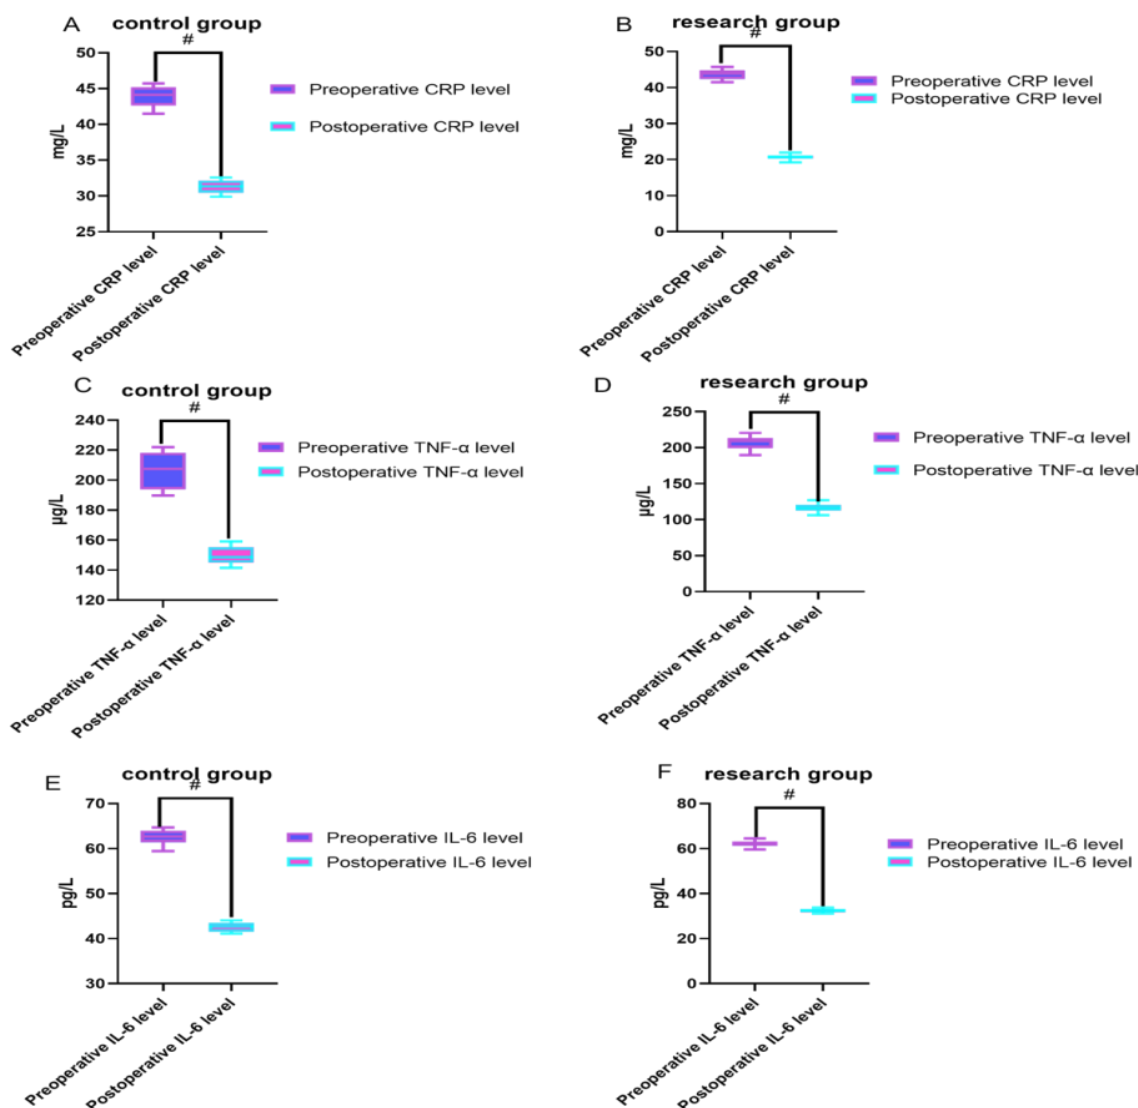 A
control group
#
50
45
40
35
30
25
mg/L
Preoperative CRP level
Postoperative CRP level
Preoperative CRP level
Postoperative CRP level
B
research group
#
50
40
30
20
10
0
mg/L
Preoperative CRP level
Postoperative CRP level
Preoperative CRP level
Postoperative CRP level
C
control group
#
240
220
200
180
160
140
120
µg/L
Preoperative TNF-α level
Postoperative TNF-α level
Preoperative TNF-α level
Postoperative TNF-α level
D
research group
#
250
200
150
100
50
0
µg/L
Preoperative TNF-α level
Postoperative TNF-α level
Preoperative TNF-α level
Postoperative TNF-α level
E
control group
#
70
60
50
40
30
pg/L
Preoperative IL-6 level
Postoperative IL-6 level
Preoperative IL-6 level
Postoperative IL-6 level
F
research group
#
80
60
40
20
0
pg/L
Preoperative IL-6 level
Postoperative IL-6 level
Preoperative IL-6 level
Postoperative IL-6 level